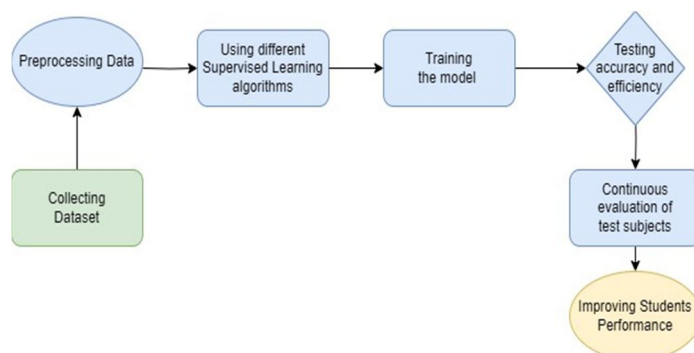 Preprocessing Data
Using different
Supervised Learning
algorithms
Training
the model
Testing
accuracy and
efficiency
Collecting
Dataset
Continuous
evaluation of
test subjects
Improving Students
Performance